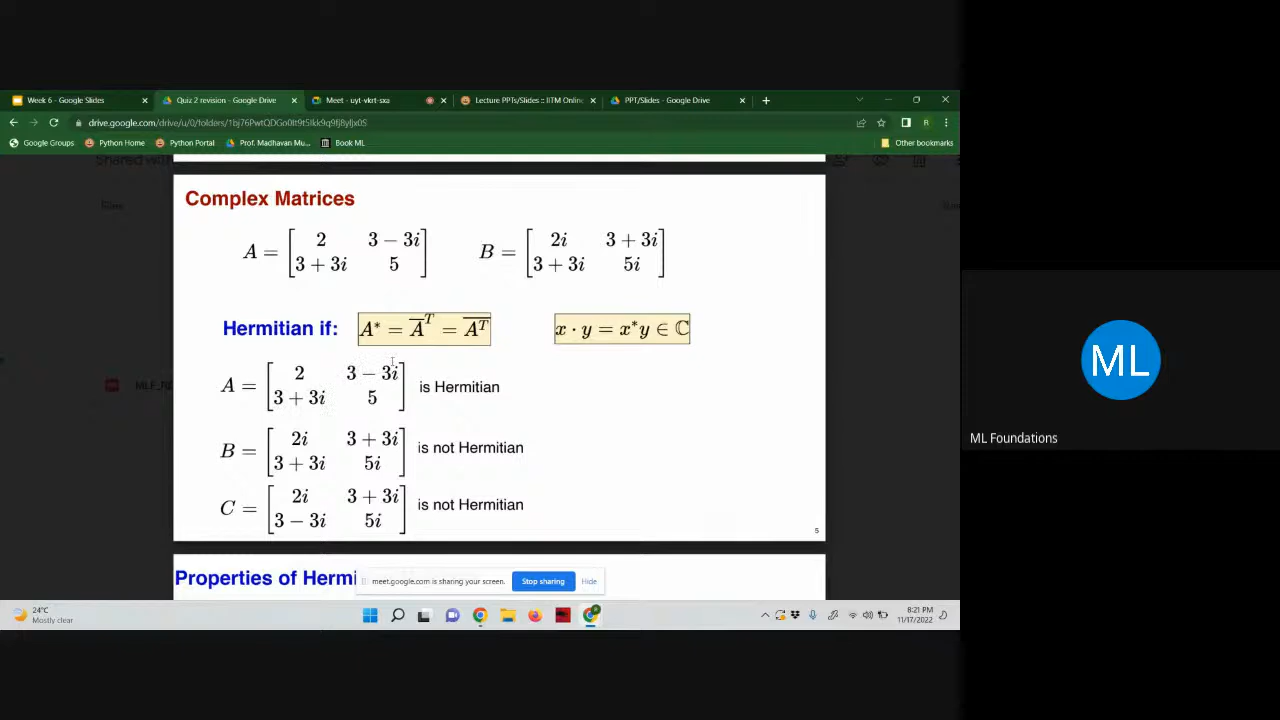 Week 6 - Google Slides
Quiz 2 revision - Google Drive
Meet - uyt-vkrt-sxa
Lecture PPTs/Slides :: IITM Online
PPT/Slides - Google Drive
Google Groups
Python Home
Python Portal
Prof. Madhavan Mu...
Book ML
Other bookmarks
Complex Matrices
A = [2 3 − 3i; 3 + 3i 5] B = [2i 3 + 3i; 3 + 3i 5i]
Hermitian if: A* = A̅ᵀ = A̅ᵀ̅ x · y = x*y ∈ ℂ
A = [2 3 − 3i; 3 + 3i 5] is Hermitian
B = [2i 3 + 3i; 3 + 3i 5i] is not Hermitian
C = [2i 3 + 3i; 3 − 3i 5i] is not Hermitian
5
Properties of Hermi
meet.google.com is sharing your screen. Stop sharing Hide
24°C
Mostly clear
8:21 PM
11/17/2022
ML
ML Foundations